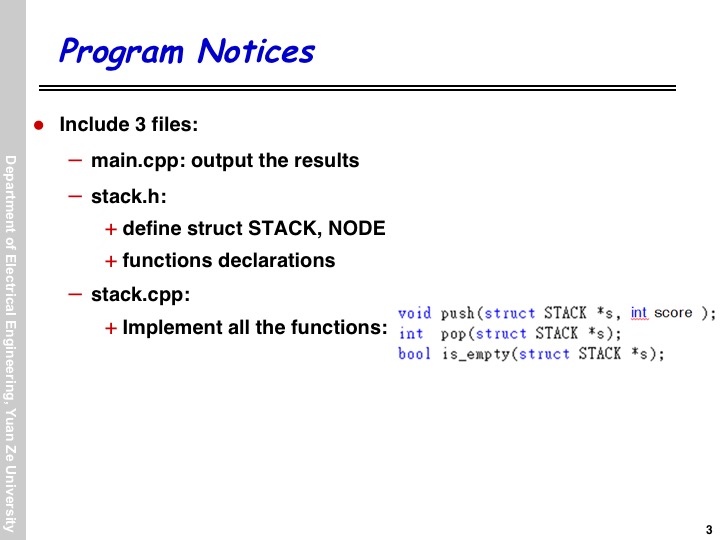 Program Notices
● Include 3 files:
– main.cpp: output the results
– stack.h:
+ define struct STACK, NODE
+ functions declarations
– stack.cpp:
+ Implement all the functions:
void push(struct STACK *s, int score );
int pop(struct STACK *s);
bool is_empty(struct STACK *s);
Department of Electrical Engineering, Yuan Ze University
3